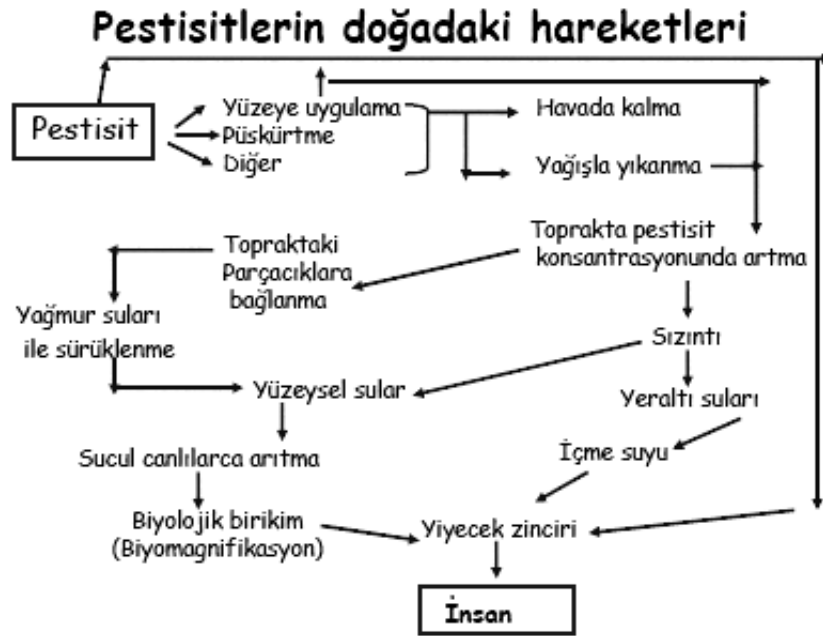 Pestisitlerin doğadaki hareketleri
Pestisit
Yüzeye uygulama
Püskürtme
Diğer
Havada kalma
Yağışla yıkanma
Toprakta pestisit
konsantrasyonunda artma
Topraktaki
Parçacıklara
bağlanma
Yağmur suları
ile sürüklenme
Sızıntı
Yüzeysel sular
Yeraltı suları
Sucul canlılarca arıtma
İçme suyu
Biyolojik birikim
(Biyomagnifikasyon)
Yiyecek zinciri
İnsan